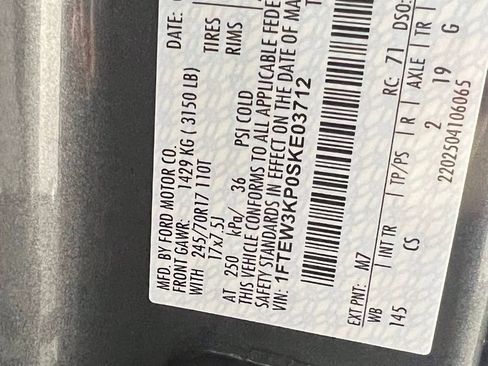 MFD. BY FORD MOTOR CO. DATE:
FRONT GAWR: 1429 KG ( 3150 LB)
WITH 245/70R17 110T TIRES
17x7.5J RIMS
AT 250 kPa/ 36 PSI COLD
THIS VEHICLE CONFORMS TO ALL APPLICABLE FEDE
SAFETY STANDARDS IN EFFECT ON THE DATE OF MA
VIN: 1FTEW3KP0SKE03712
EXT PNT: M7 RC: 71 DSO:
WB INT TR TP/PS R AXLE TR
145 CS 2 19 G
2202504106065